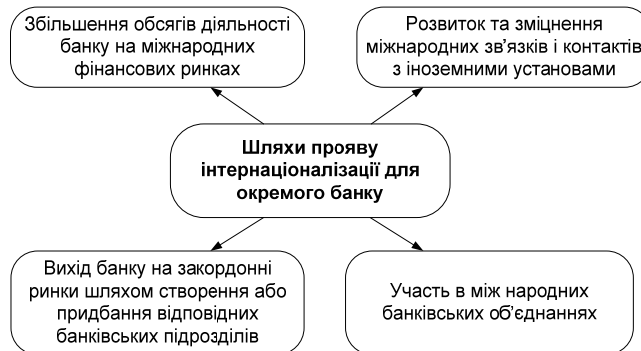 Збільшення обсягів діяльності
банку на міжнародних
фінансових ринках
Розвиток та зміцнення
міжнародних зв’язків і контактів
з іноземними установами
Шляхи прояву
інтернаціоналізації для
окремого банку
Вихід банку на закордонні
ринки шляхом створення або
придбання відповідних
банківських підрозділів
Участь в між народних
банківських об’єднаннях